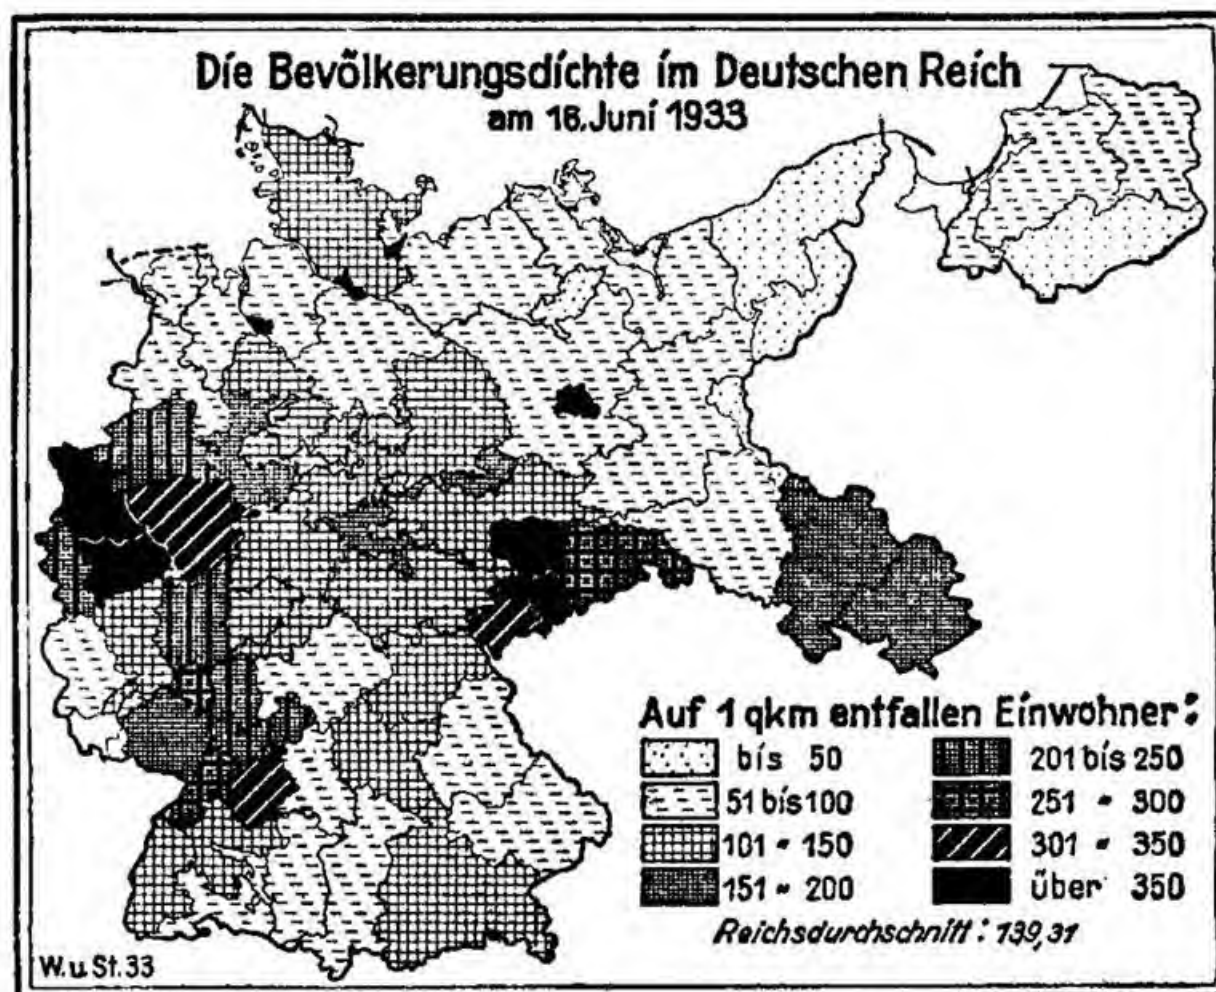 Die Bevölkerungsdichte im Deutschen Reich
am 16. Juni 1933
Auf 1 qkm entfallen Einwohner:
bis 50
51 bis 100
101 " 150
151 " 200
201 bis 250
251 " 300
301 " 350
über 350
Reichsdurchschnitt: 139,31
W. u St. 33